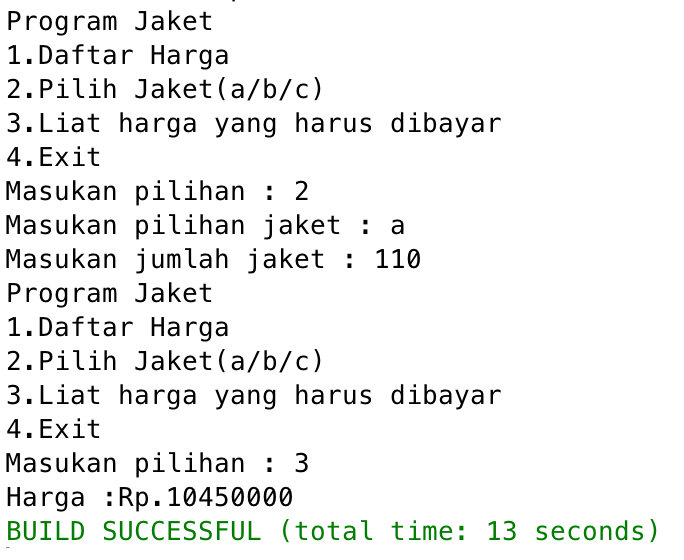 Program Jaket
1.Daftar Harga
2.Pilih Jaket(a/b/c)
3.Liat harga yang harus dibayar
4.Exit
Masukan pilihan : 2
Masukan pilihan jaket : a
Masukan jumlah jaket : 110
Program Jaket
1.Daftar Harga
2.Pilih Jaket(a/b/c)
3.Liat harga yang harus dibayar
4.Exit
Masukan pilihan : 3
Harga :Rp.10450000
BUILD SUCCESSFUL (total time: 13 seconds)